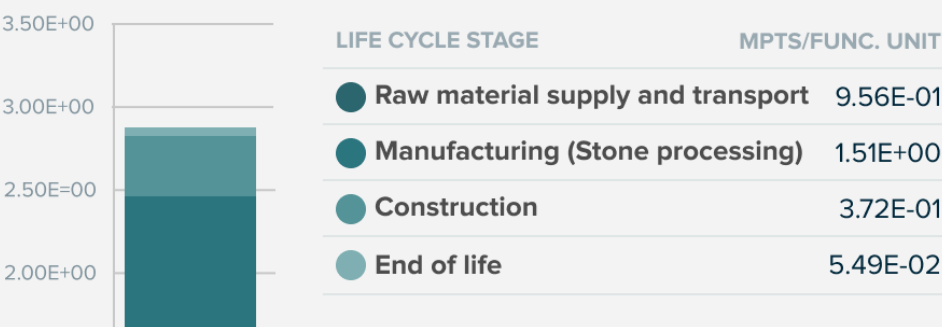 3.50E+00
3.00E+00
2.50E=00
2.00E+00
LIFE CYCLE STAGE MPTS/FUNC. UNIT
Raw material supply and transport 9.56E-01
Manufacturing (Stone processing) 1.51E+00
Construction 3.72E-01
End of life 5.49E-02